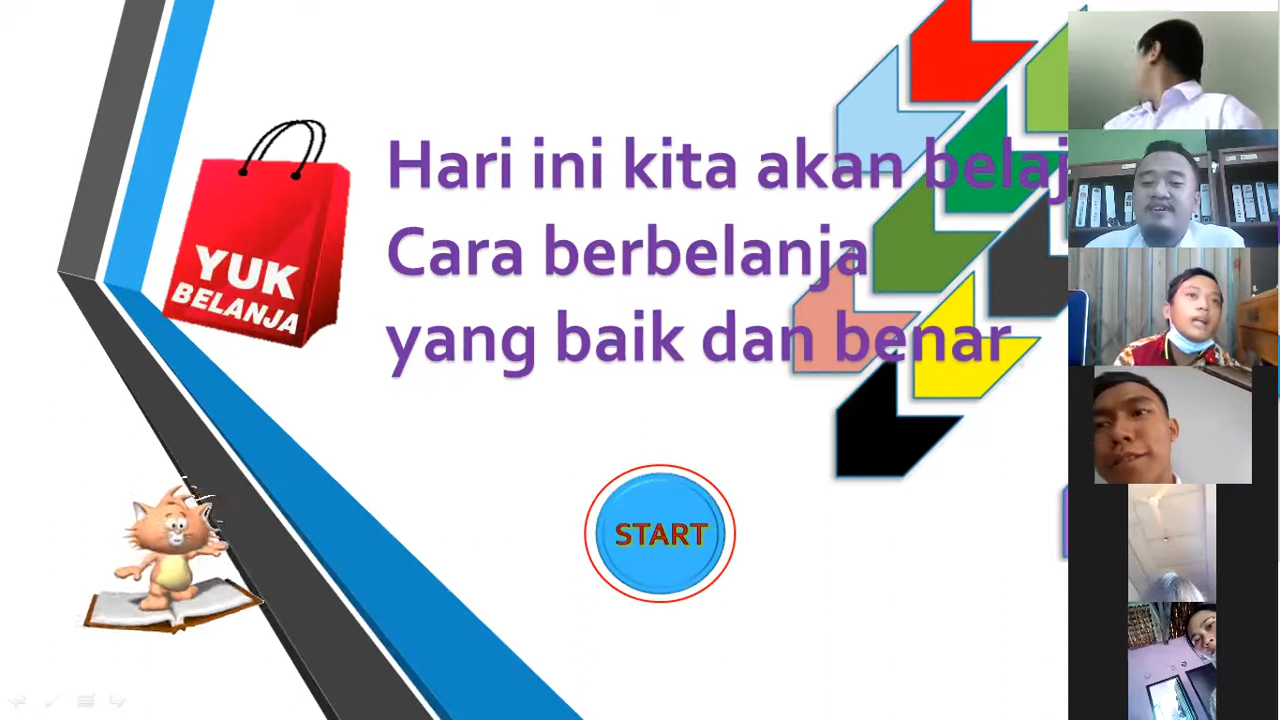 Hari ini kita akan belaj
Cara berbelanja
yang baik dan benar
YUK
BELANJA
START